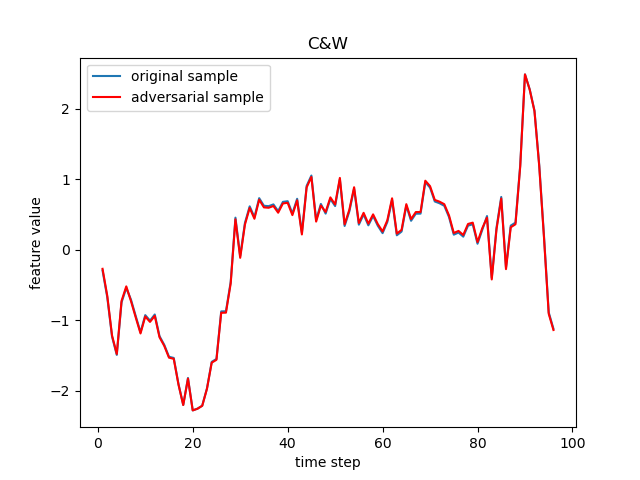 C&W
original sample
adversarial sample
feature value
2
1
0
−1
−2
0
20
40
60
80
100
time step